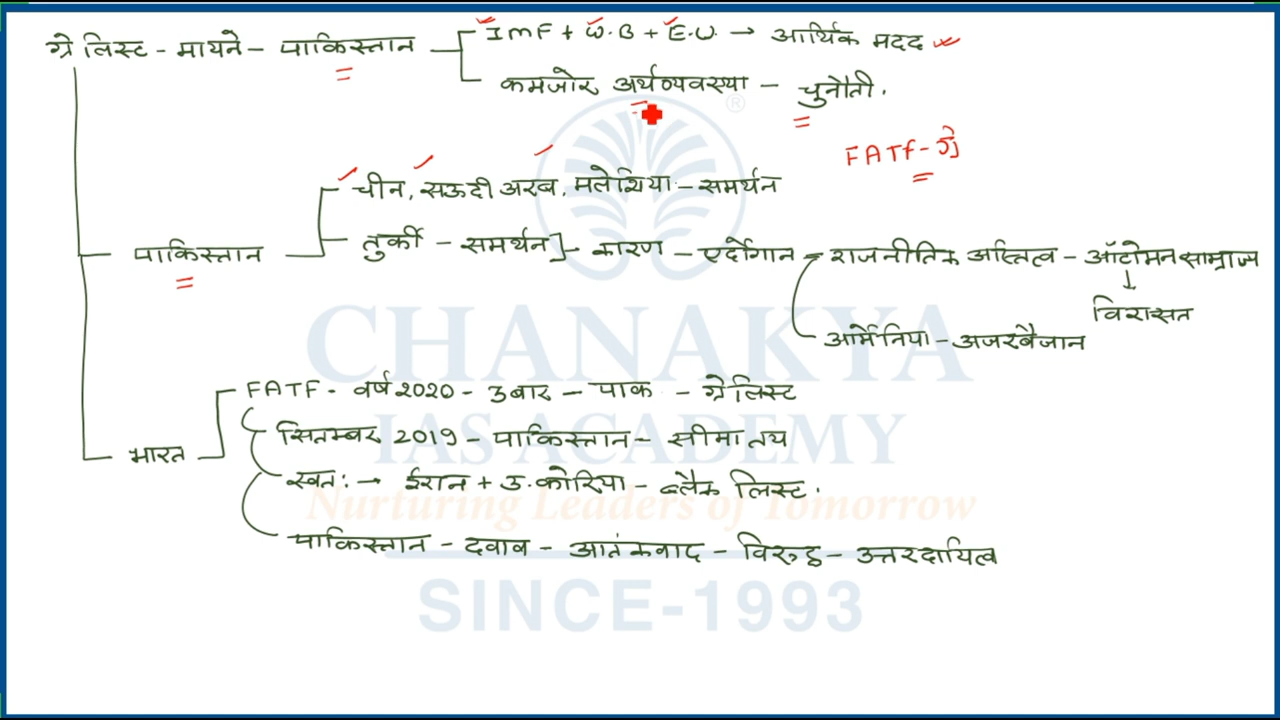 ग्रे लिस्ट - मायने - पाकिस्तान
IMF + W.B + E.U. → आर्थिक मदद
कमजोर अर्थव्यवस्था - चुनौती.
FATF - ग्रे
चीन, सऊदी अरब, मलेशिया - समर्थन
पाकिस्तान
तुर्की - समर्थन] - कारण - एर्दोगान - राजनीतिक अस्तित्व - ऑटोमन साम्राज्य
↓
विरासत
आर्मेनिया - अजरबैजान
FATF - वर्ष 2020 - 3 बार - पाक - ग्रे लिस्ट
सितम्बर 2019 - पाकिस्तान - सीमा तय
भारत
स्वत: → ईरान + उ. कोरिया - ब्लैक लिस्ट.
पाकिस्तान - दवाब - आतंकवाद - विरुद्ध - उत्तरदायित्व
CHANAKYA
IAS ACADEMY
Nurturing Leaders of Tomorrow
SINCE-1993
®